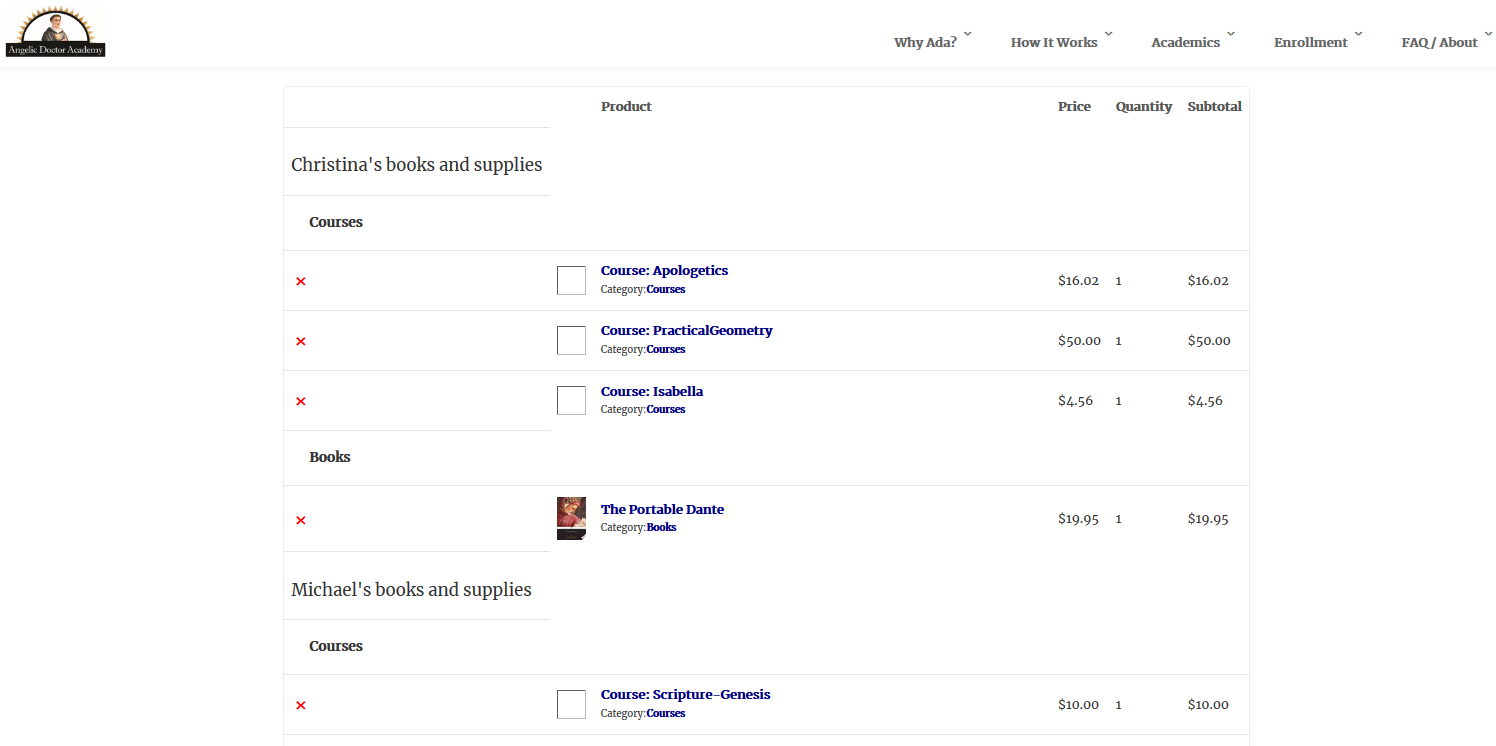 Angelic Doctor Academy
Why Ada? How It Works Academics Enrollment FAQ / About
Product Price Quantity Subtotal
Christina's books and supplies
Courses
× Course: Apologetics $16.02 1 $16.02
Category:Courses
× Course: PracticalGeometry $50.00 1 $50.00
Category:Courses
× Course: Isabella $4.56 1 $4.56
Category:Courses
Books
× The Portable Dante $19.95 1 $19.95
Category:Books
Michael's books and supplies
Courses
× Course: Scripture-Genesis $10.00 1 $10.00
Category:Courses